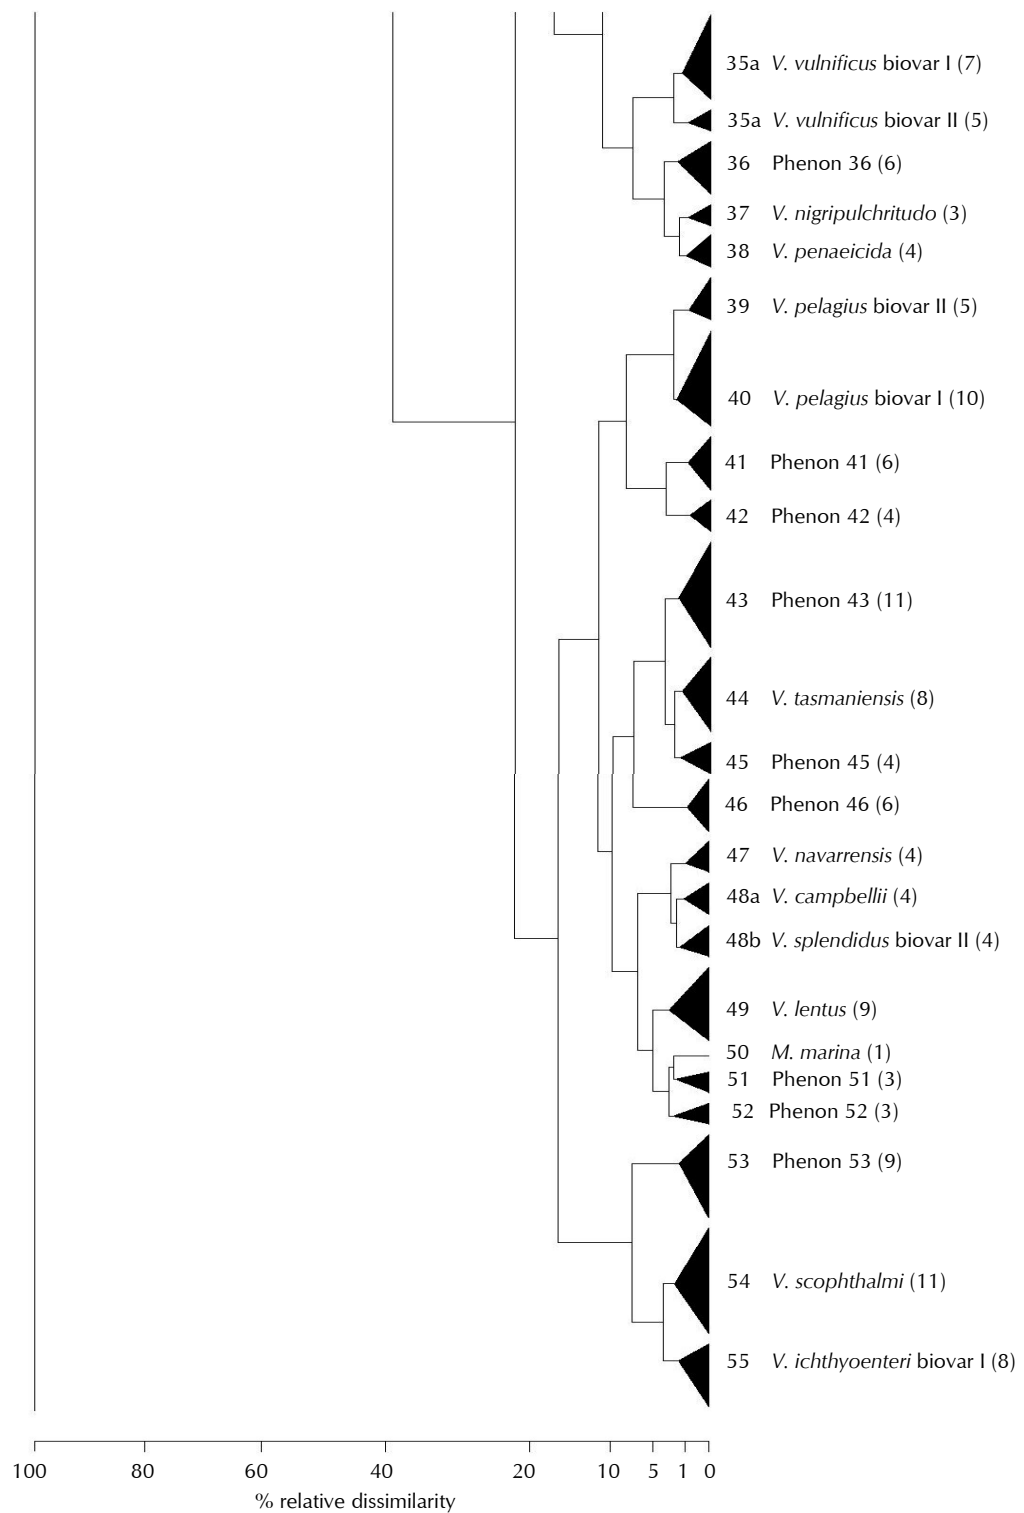 35a V. vulnificus biovar I (7)
35a V. vulnificus biovar II (5)
36 Phenon 36 (6)
37 V. nigripulchritudo (3)
38 V. penaeicida (4)
39 V. pelagius biovar II (5)
40 V. pelagius biovar I (10)
41 Phenon 41 (6)
42 Phenon 42 (4)
43 Phenon 43 (11)
44 V. tasmaniensis (8)
45 Phenon 45 (4)
46 Phenon 46 (6)
47 V. navarrensis (4)
48a V. campbellii (4)
48b V. splendidus biovar II (4)
49 V. lentus (9)
50 M. marina (1)
51 Phenon 51 (3)
52 Phenon 52 (3)
53 Phenon 53 (9)
54 V. scophthalmi (11)
55 V. ichthyoenteri biovar I (8)
100 80 60 40 20 10 5 1 0
% relative dissimilarity